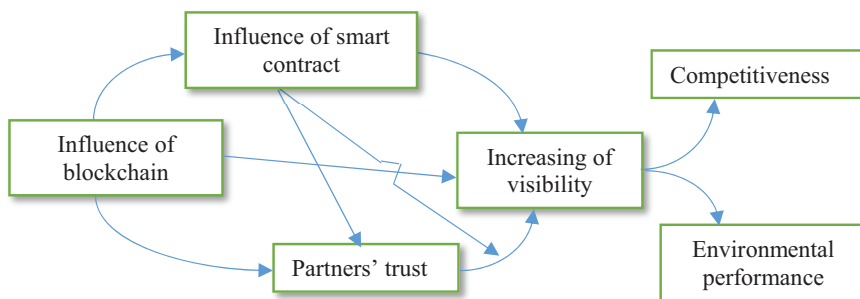 Influence of smart
contract
Competitiveness
Influence of
blockchain
Increasing of
visibility
Partners’ trust
Environmental
performance